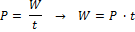 P = W/t → W = P · t